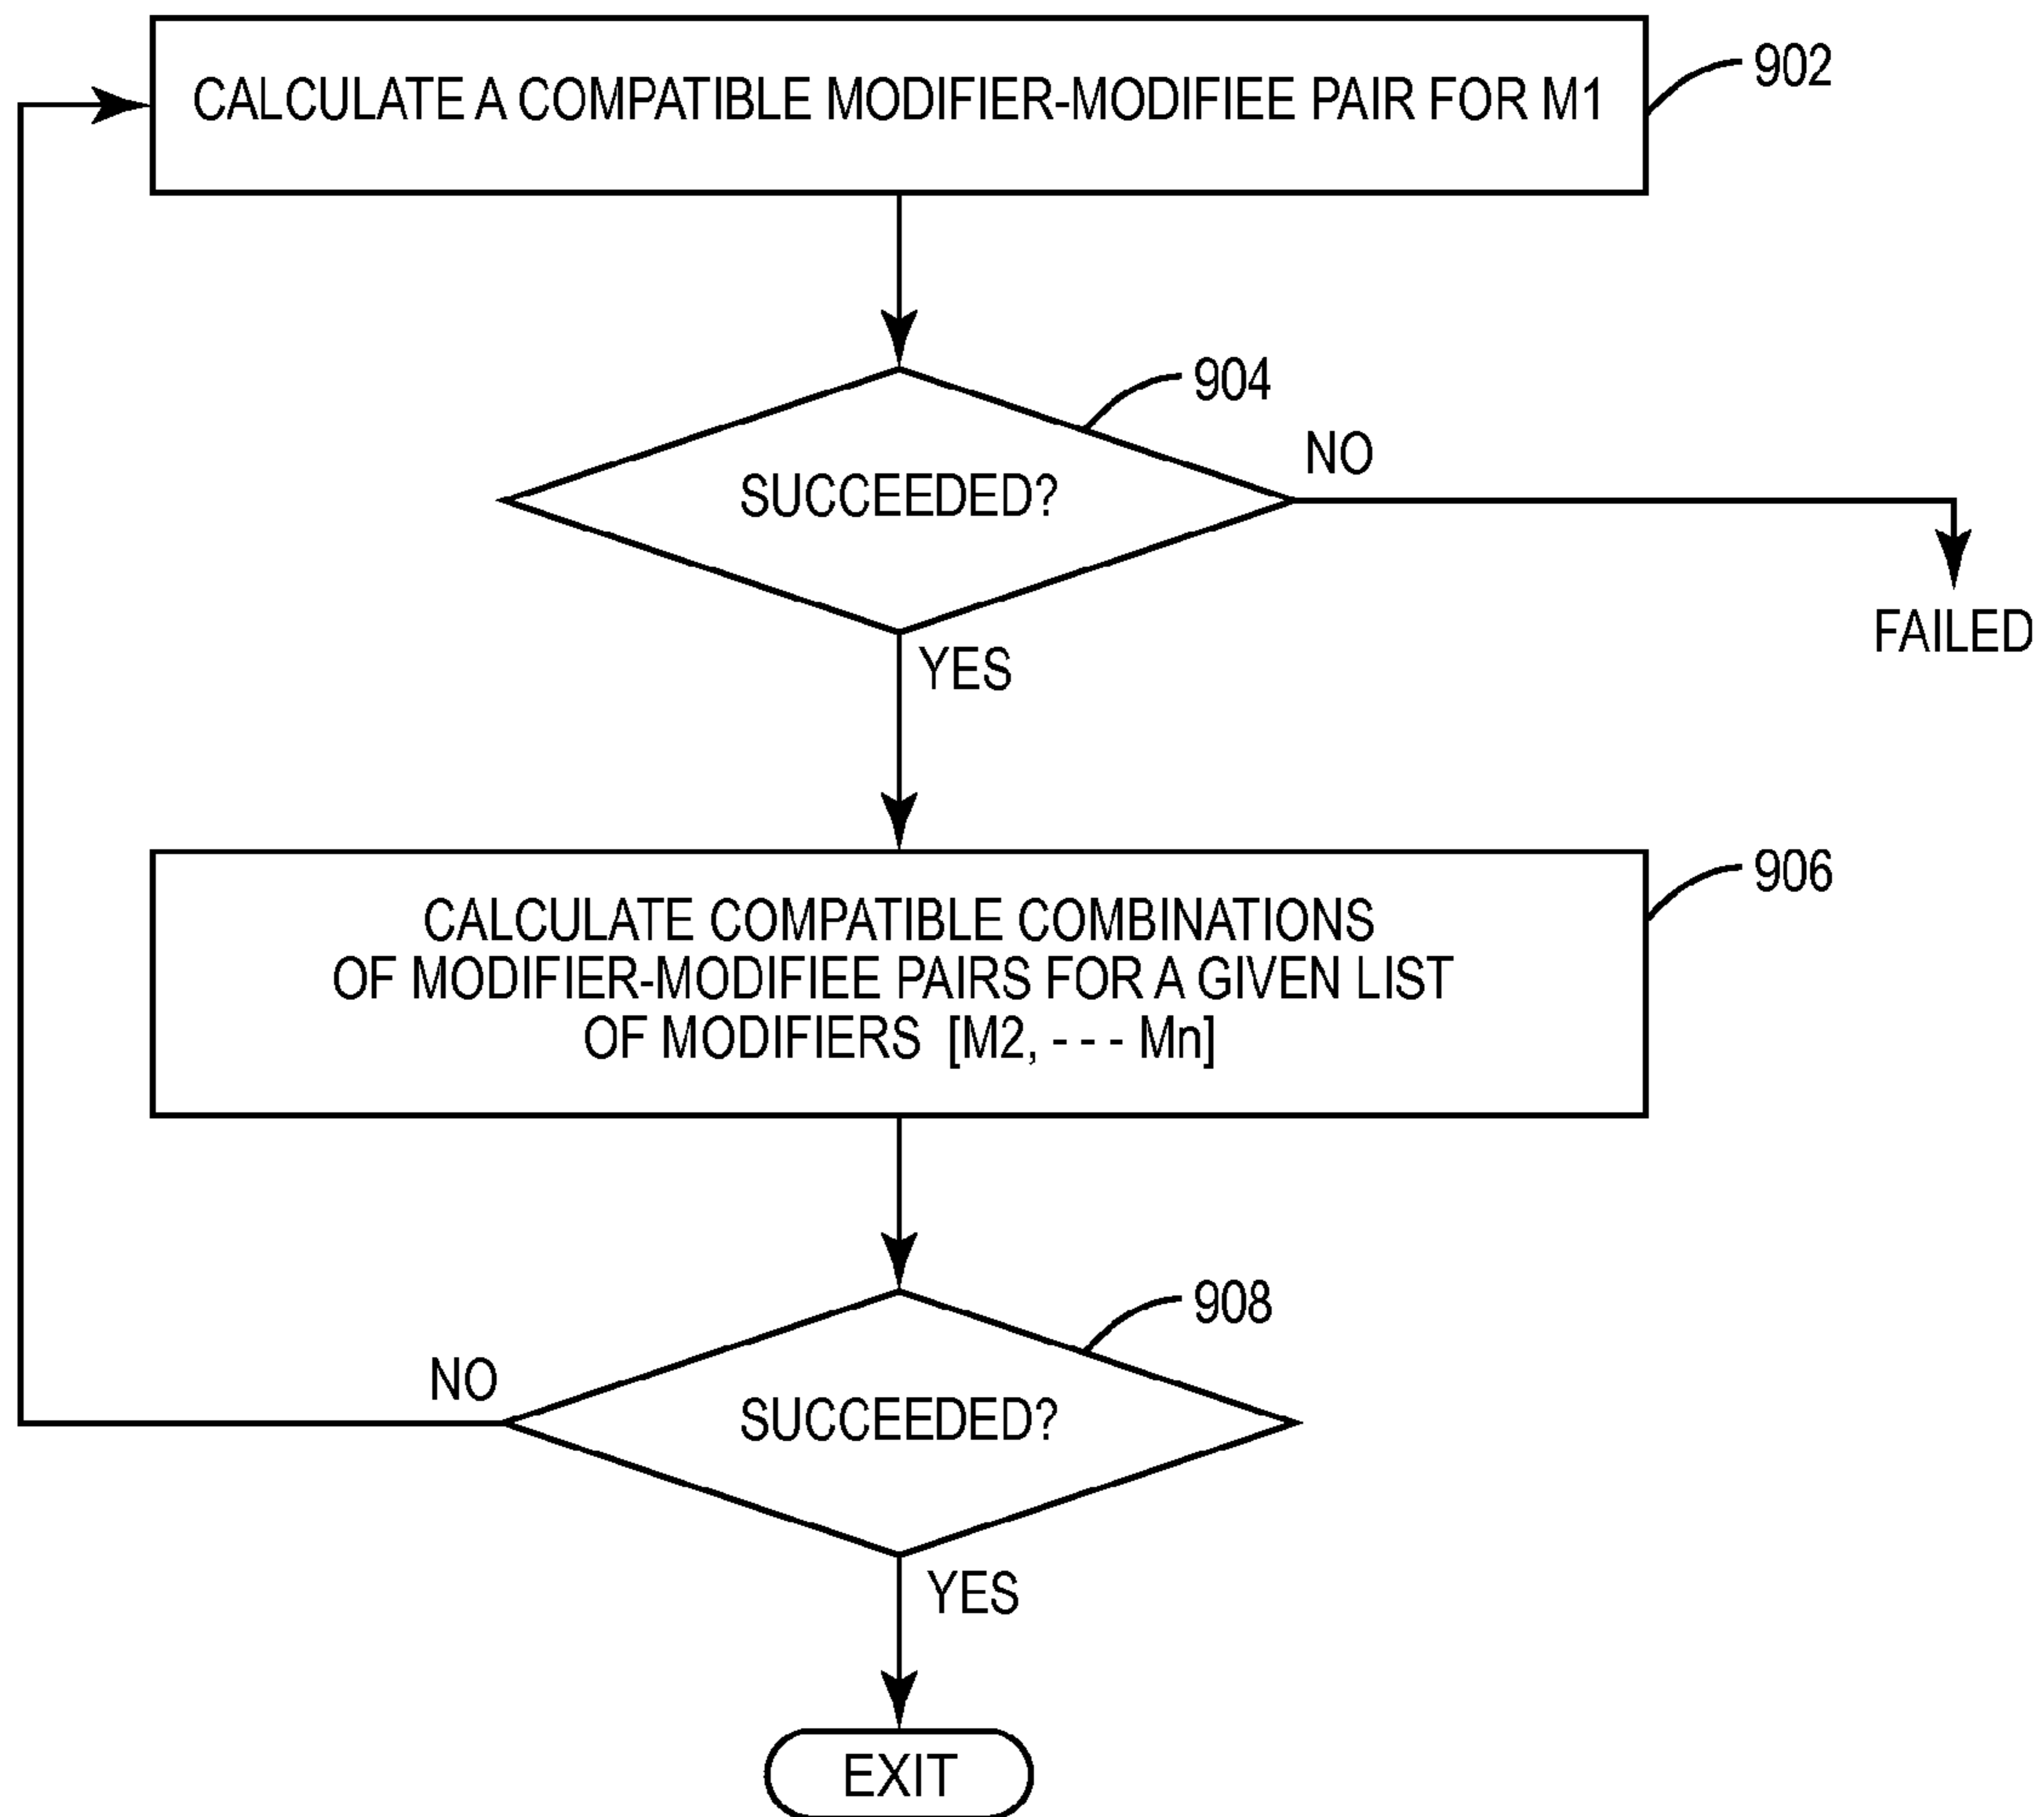 CALCULATE A COMPATIBLE MODIFIER-MODIFIEE PAIR FOR M1
902
904
SUCCEEDED?
NO
FAILED
YES
906
CALCULATE COMPATIBLE COMBINATIONS
OF MODIFIER-MODIFIEE PAIRS FOR A GIVEN LIST
OF MODIFIERS [M2, - - - Mn]
908
NO
SUCCEEDED?
YES
EXIT